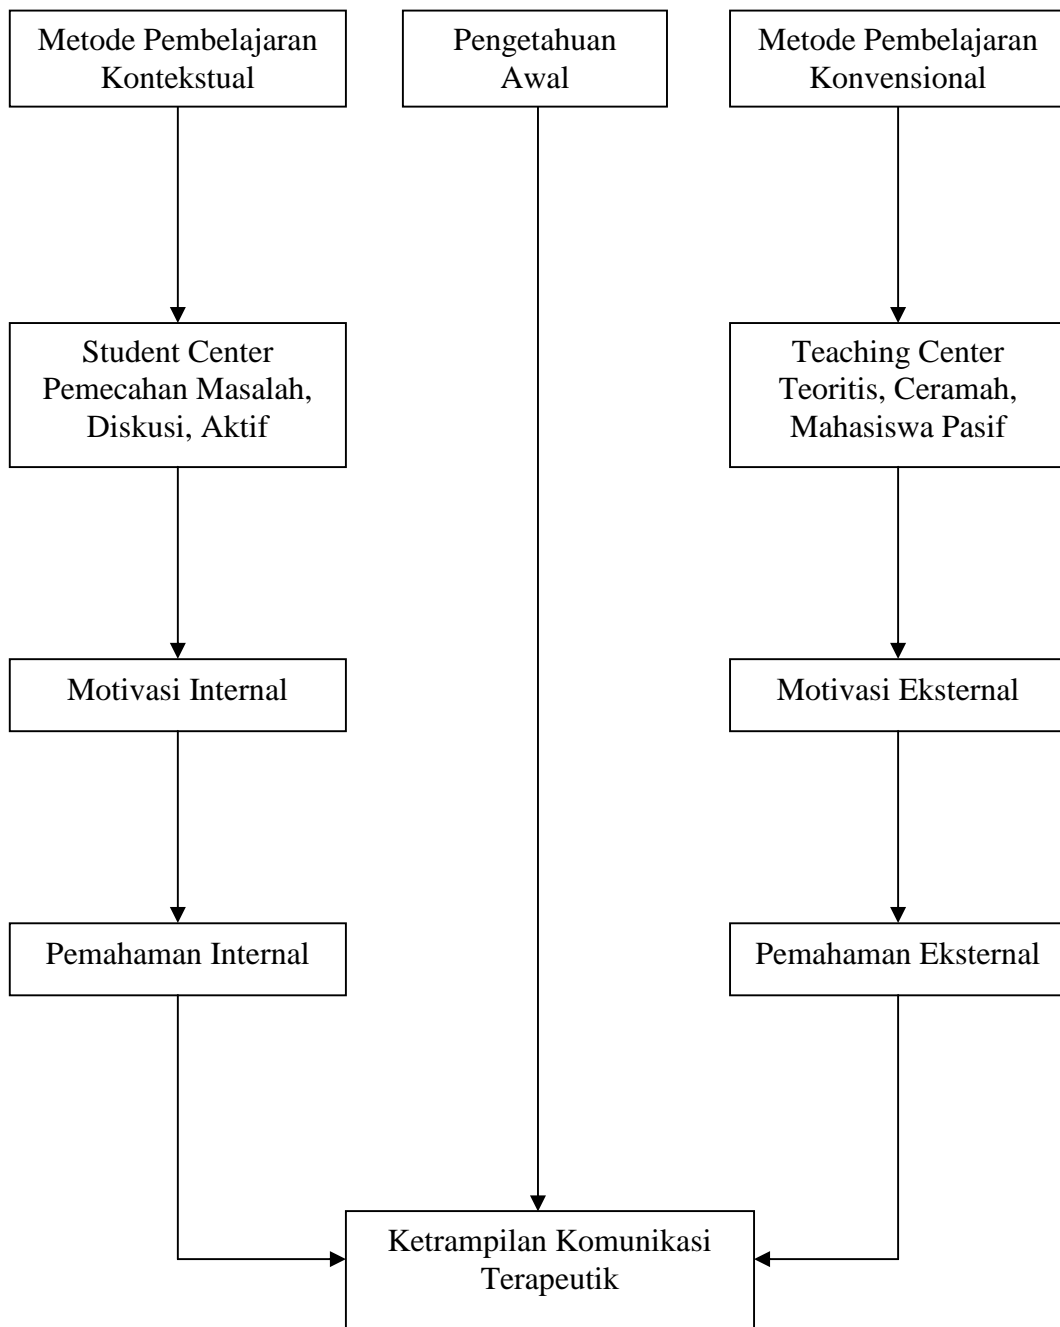 Metode Pembelajaran
Kontekstual
Pengetahuan
Awal
Metode Pembelajaran
Konvensional
Student Center
Pemecahan Masalah,
Diskusi, Aktif
Teaching Center
Teoritis, Ceramah,
Mahasiswa Pasif
Motivasi Internal
Motivasi Eksternal
Pemahaman Internal
Pemahaman Eksternal
Ketrampilan Komunikasi
Terapeutik